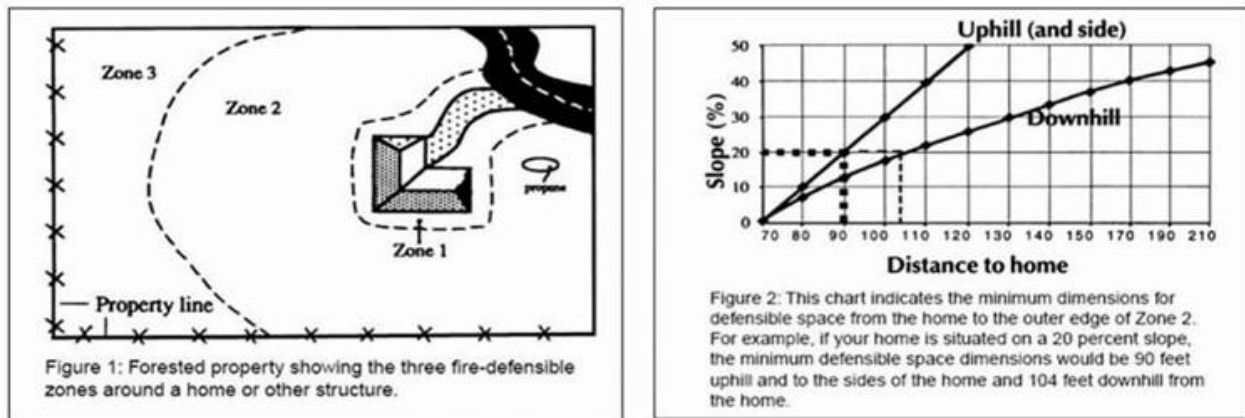 Zone 3
Zone 2
propane
Zone 1
Property line
Figure 1: Forested property showing the three fire-defensible
zones around a home or other structure.
Uphill (and side)
50
40
30
20
10
0
Slope (%)
Downhill
70 80 90 100 110 120 130 140 150 170 190 210
Distance to home
Figure 2: This chart indicates the minimum dimensions for
defensible space from the home to the outer edge of Zone 2.
For example, if your home is situated on a 20 percent slope,
the minimum defensible space dimensions would be 90 feet
uphill and to the sides of the home and 104 feet downhill from
the home.